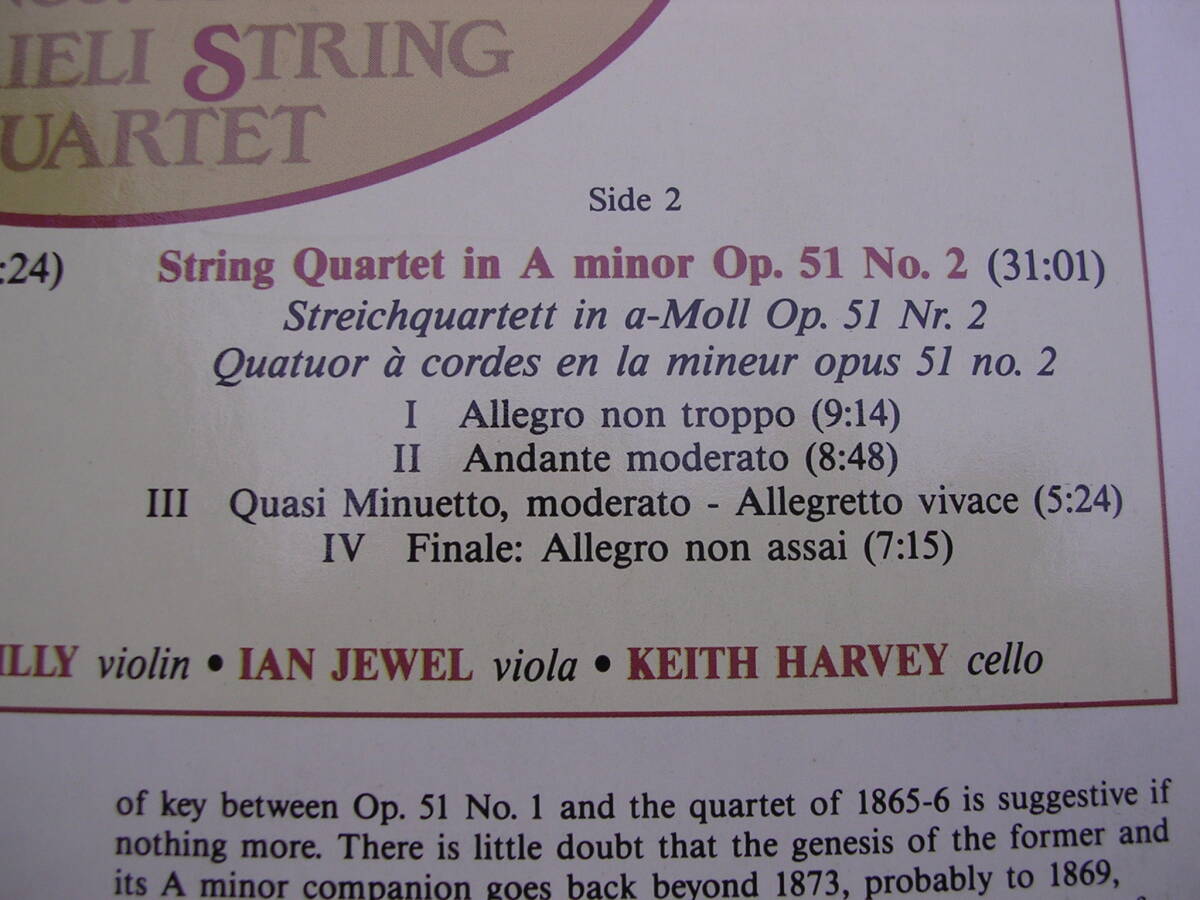 IELI STRING
UARTET
Side 2
:24) String Quartet in A minor Op. 51 No. 2 (31:01)
Streichquartett in a-Moll Op. 51 Nr. 2
Quatuor à cordes en la mineur opus 51 no. 2
I Allegro non troppo (9:14)
II Andante moderato (8:48)
III Quasi Minuetto, moderato - Allegretto vivace (5:24)
IV Finale: Allegro non assai (7:15)
ILLY violin • IAN JEWEL viola • KEITH HARVEY cello
of key between Op. 51 No. 1 and the quartet of 1865-6 is suggestive if
nothing more. There is little doubt that the genesis of the former and
its A minor companion goes back beyond 1873, probably to 1869,